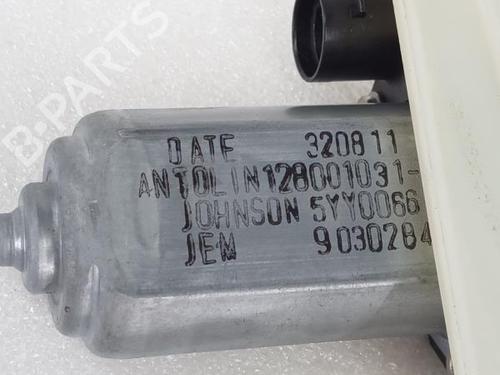 B-PARTS
DATE 320811
ANTOLIN128001031-
JOHNSON 5YY0066
JEM 9030284